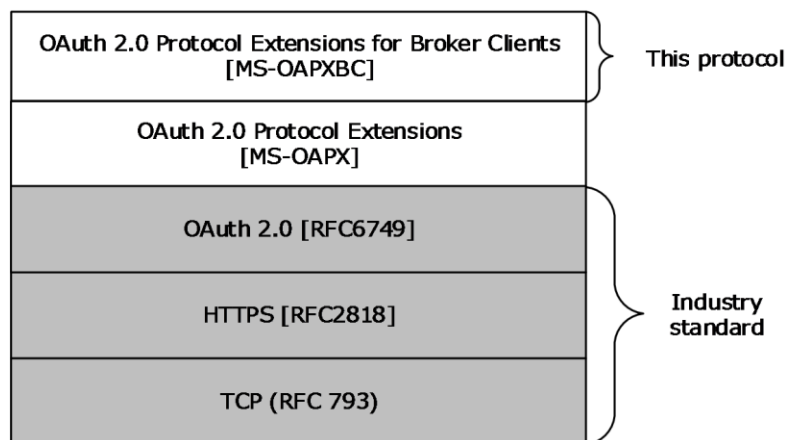 OAuth 2.0 Protocol Extensions for Broker Clients
[MS-OAPXBC]
This protocol
OAuth 2.0 Protocol Extensions
[MS-OAPX]
OAuth 2.0 [RFC6749]
HTTPS [RFC2818]
Industry
standard
TCP (RFC 793)